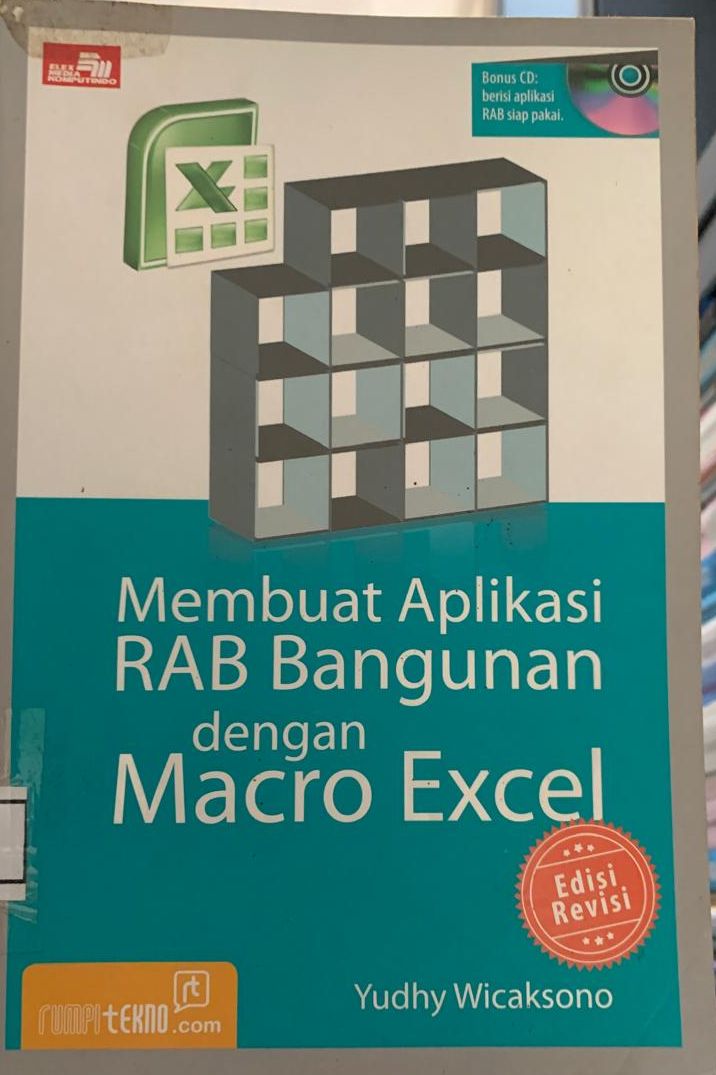 ELEX
MEDIA
KOMPUTINDO
Bonus CD:
berisi aplikasi
RAB siap pakai.
X
Membuat Aplikasi
RAB Bangunan
dengan
Macro Excel
Edisi
Revisi
Yudhy Wicaksono
rt
rumpitekno.com